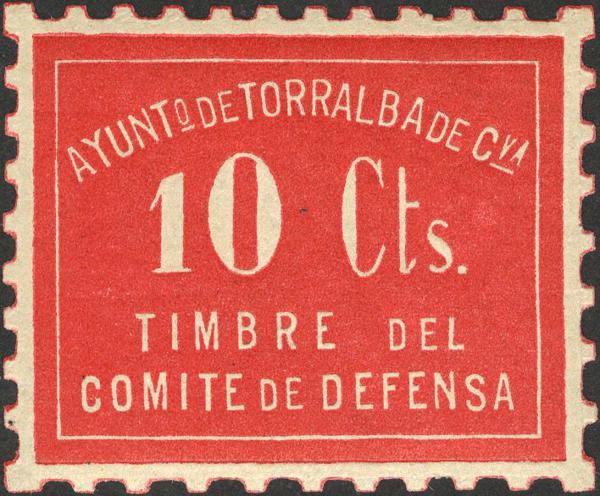 AYUNTO DE TORRALBA DE CVA
10 Cts.
TIMBRE DEL
COMITE DE DEFENSA